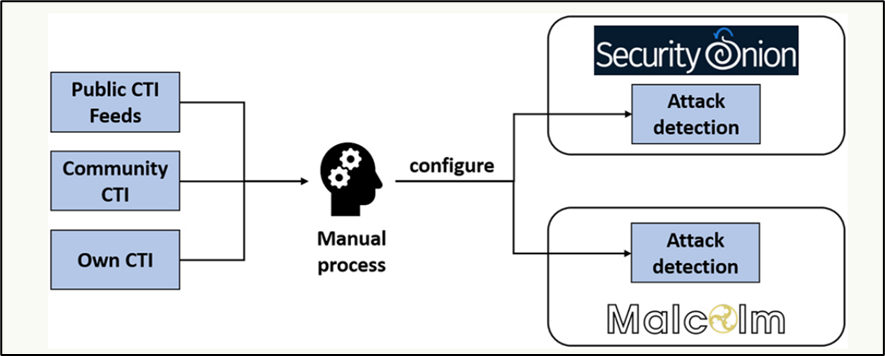 Public CTI
Feeds
Community
CTI
Own CTI
Manual
process
configure
Security Onion
Attack
detection
Attack
detection
Malcolm